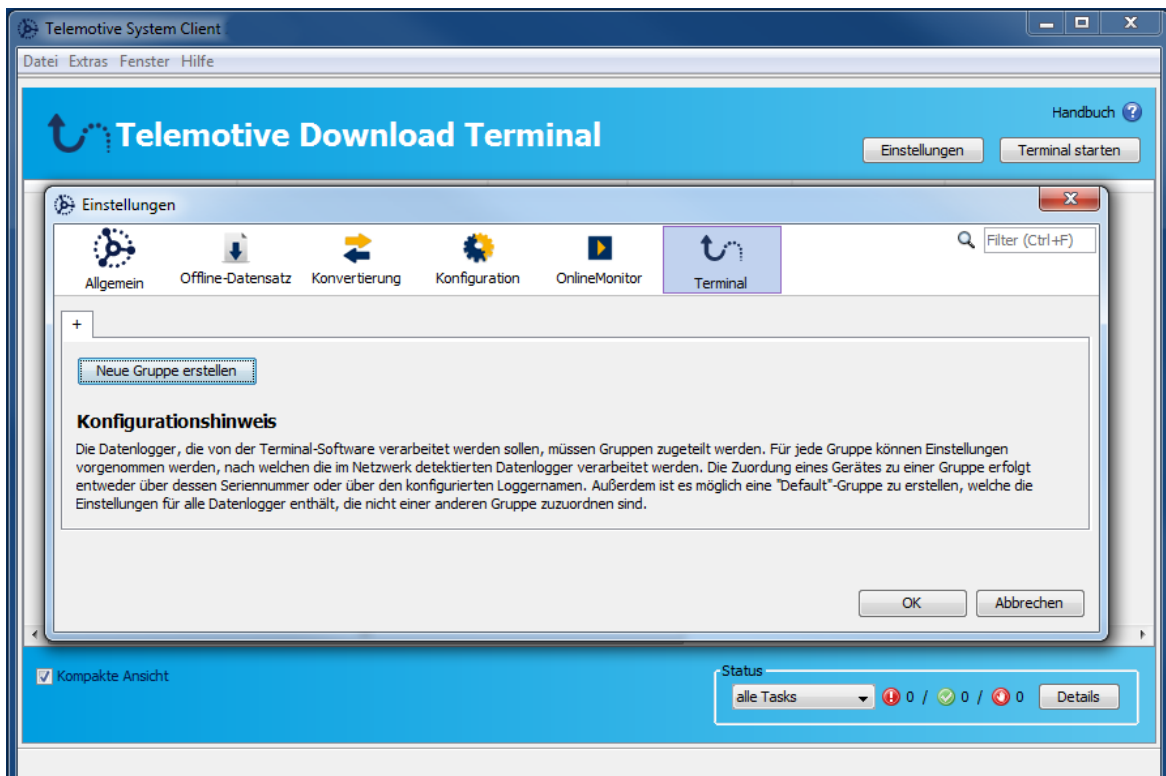 Telemotive System Client
Datei Extras Fenster Hilfe
Telemotive Download Terminal
Handbuch
Einstellungen
Terminal starten
Einstellungen
Allgemein
Offline-Datensatz
Konvertierung
Konfiguration
OnlineMonitor
Terminal
Filter (Ctrl+F)
+
Neue Gruppe erstellen
Konfigurationshinweis
Die Datenlogger, die von der Terminal-Software verarbeitet werden sollen, müssen Gruppen zugeteilt werden. Für jede Gruppe können Einstellungen
vorgenommen werden, nach welchen die im Netzwerk detektierten Datenlogger verarbeitet werden. Die Zuordung eines Gerätes zu einer Gruppe erfolgt
entweder über dessen Seriennummer oder über den konfigurierten Loggernamen. Außerdem ist es möglich eine "Default"-Gruppe zu erstellen, welche die
Einstellungen für alle Datenlogger enthält, die nicht einer anderen Gruppe zuzuordnen sind.
OK
Abbrechen
Kompakte Ansicht
Status
alle Tasks
0 / 0 / 0
Details